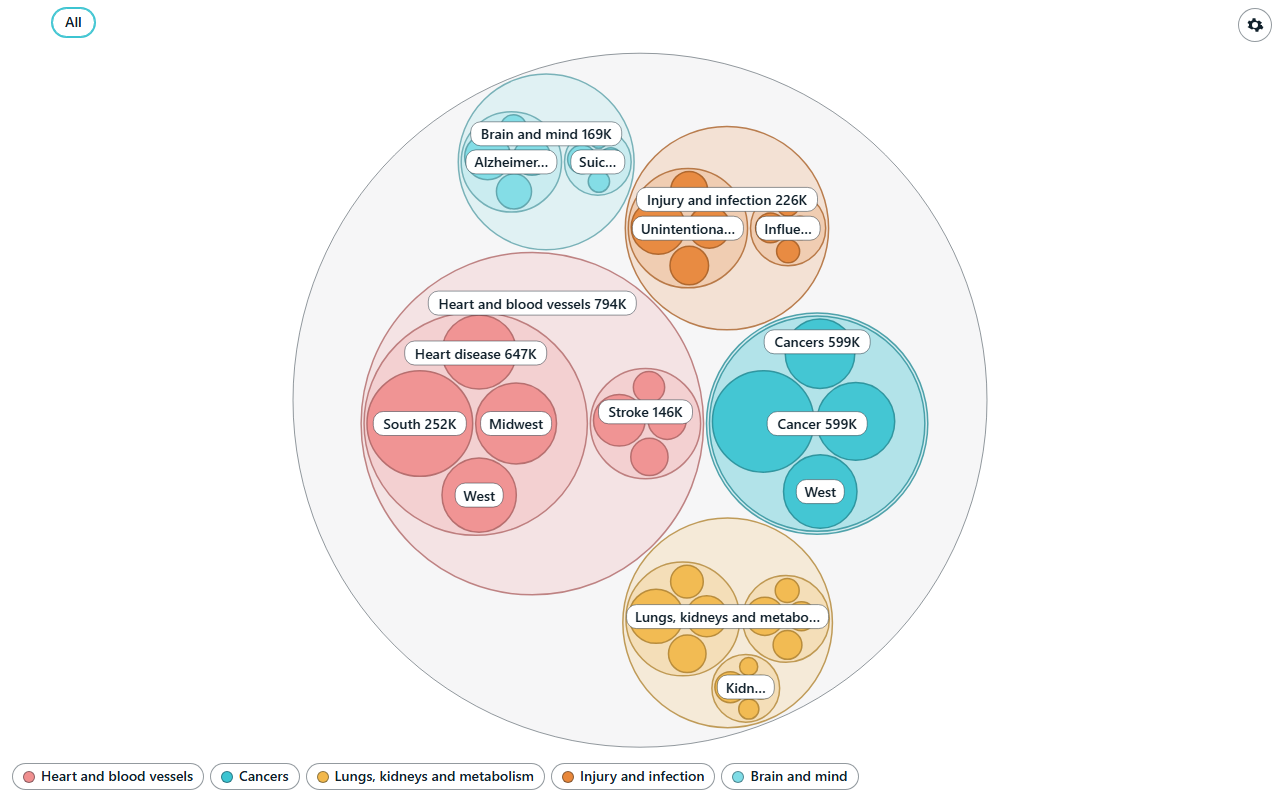 All
Brain and mind 169K
Alzheimer...
Suic...
Injury and infection 226K
Unintentiona...
Influe...
Heart and blood vessels 794K
Heart disease 647K
South 252K
Midwest
West
Stroke 146K
Cancers 599K
Cancer 599K
West
Lungs, kidneys and metabo...
Kidn...
Heart and blood vessels
Cancers
Lungs, kidneys and metabolism
Injury and infection
Brain and mind